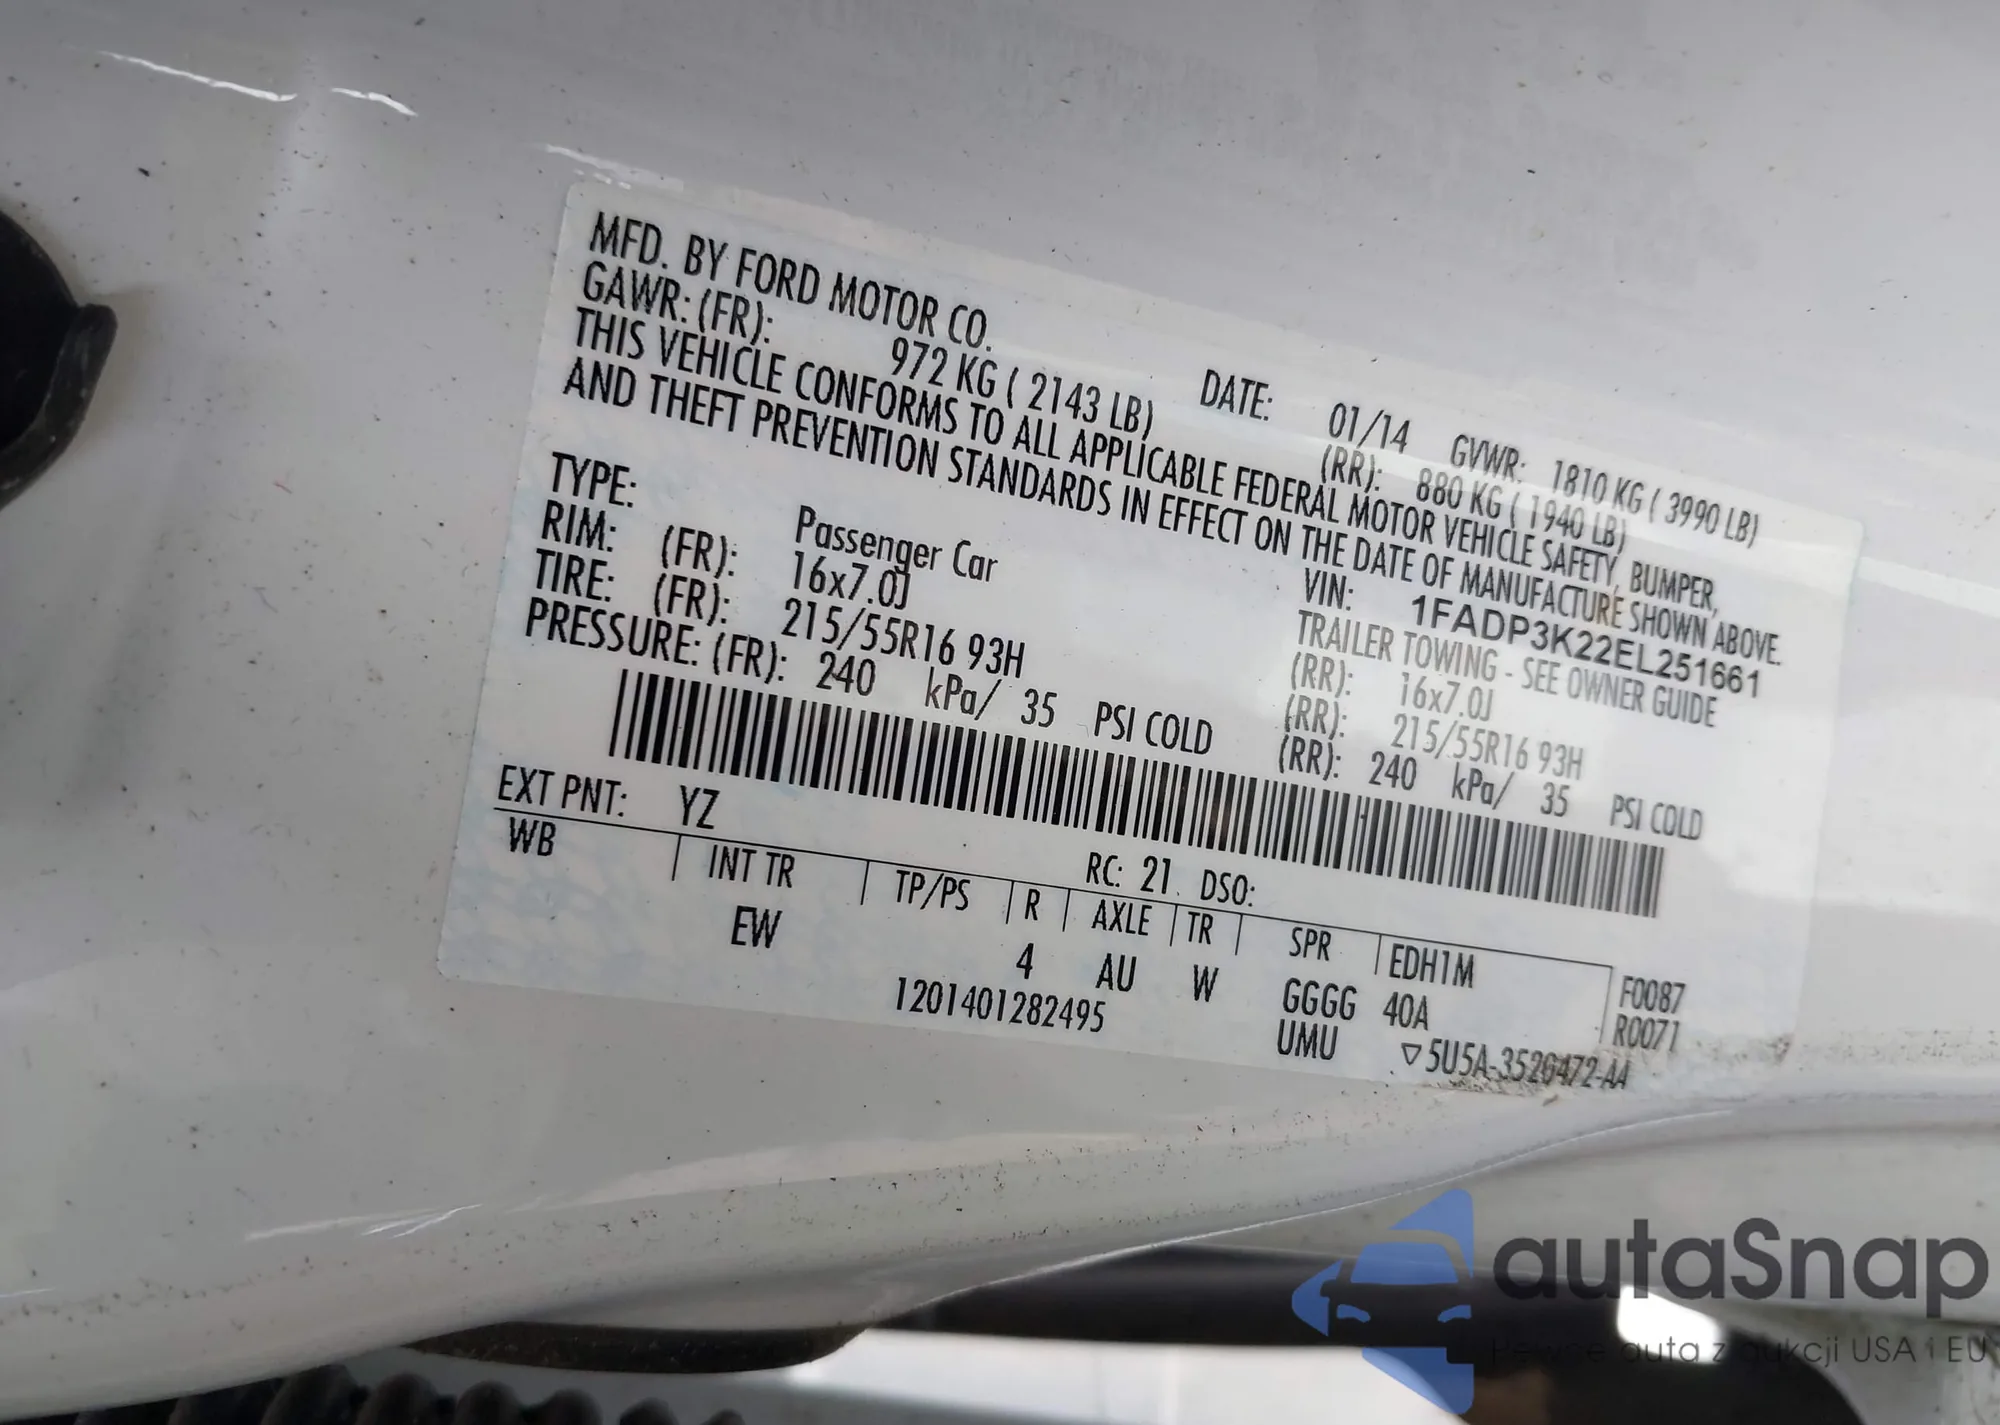 MFD. BY FORD MOTOR CO. DATE: 01/14 GVWR: 1810 KG ( 3990 LB)
GAWR: (FR): 972 KG ( 2143 LB) (RR): 880 KG ( 1940 LB)
THIS VEHICLE CONFORMS TO ALL APPLICABLE FEDERAL MOTOR VEHICLE SAFETY, BUMPER,
AND THEFT PREVENTION STANDARDS IN EFFECT ON THE DATE OF MANUFACTURE SHOWN ABOVE.
VIN: 1FADP3K22EL251661
TYPE: Passenger Car TRAILER TOWING - SEE OWNER GUIDE
RIM: (FR): 16x7.0J (RR): 16x7.0J
TIRE: (FR): 215/55R16 93H (RR): 215/55R16 93H
PRESSURE: (FR): 240 kPa/ 35 PSI COLD (RR): 240 kPa/ 35 PSI COLD
EXT PNT: YZ RC: 21 DSO:
WB INT TR TP/PS R AXLE TR SPR EDH1M F0087
EW 4 AU W GGGG 40A R0071
1201401282495 UMU ▽5U5A-3520472-AA
autaSnap
auta z aukcji USA i EU